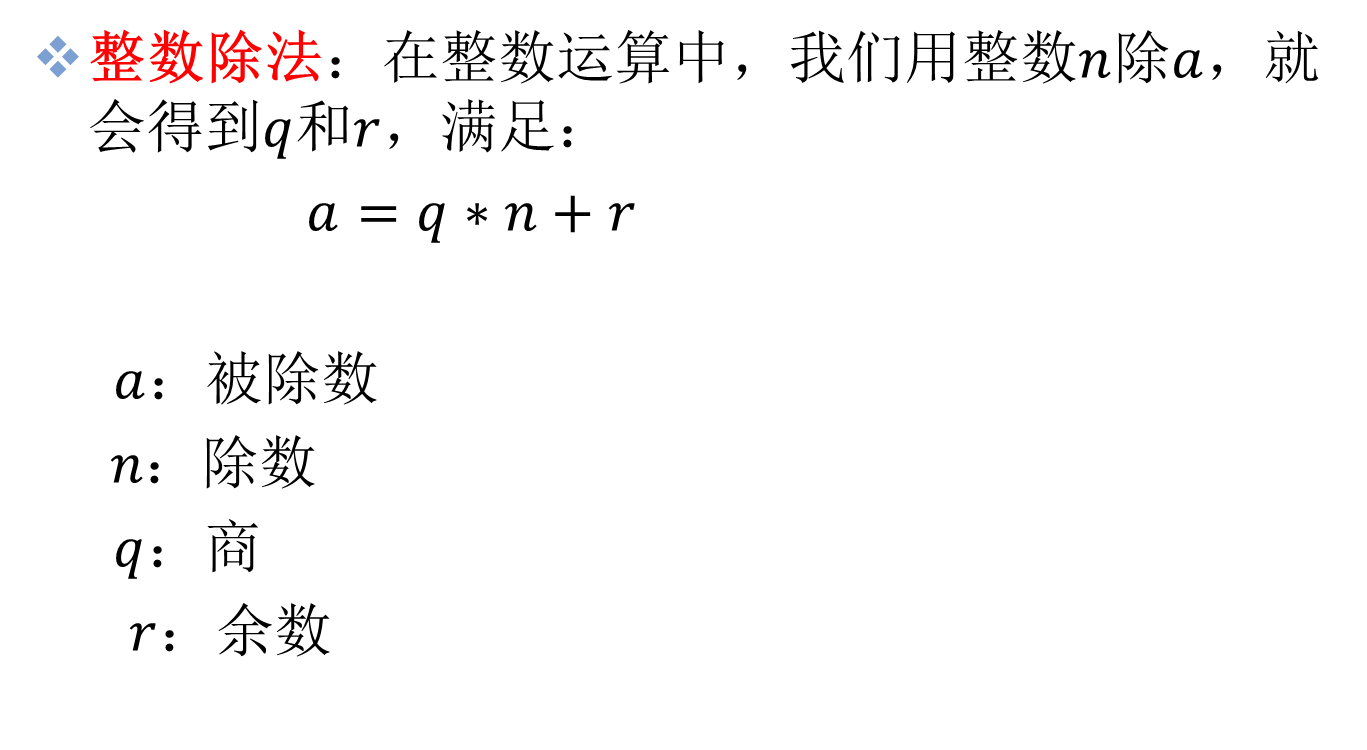 ❖整数除法：在整数运算中，我们用整数n除a，就
会得到q和r，满足：
a = q ∗ n + r
a：被除数
n：除数
q：商
r：余数